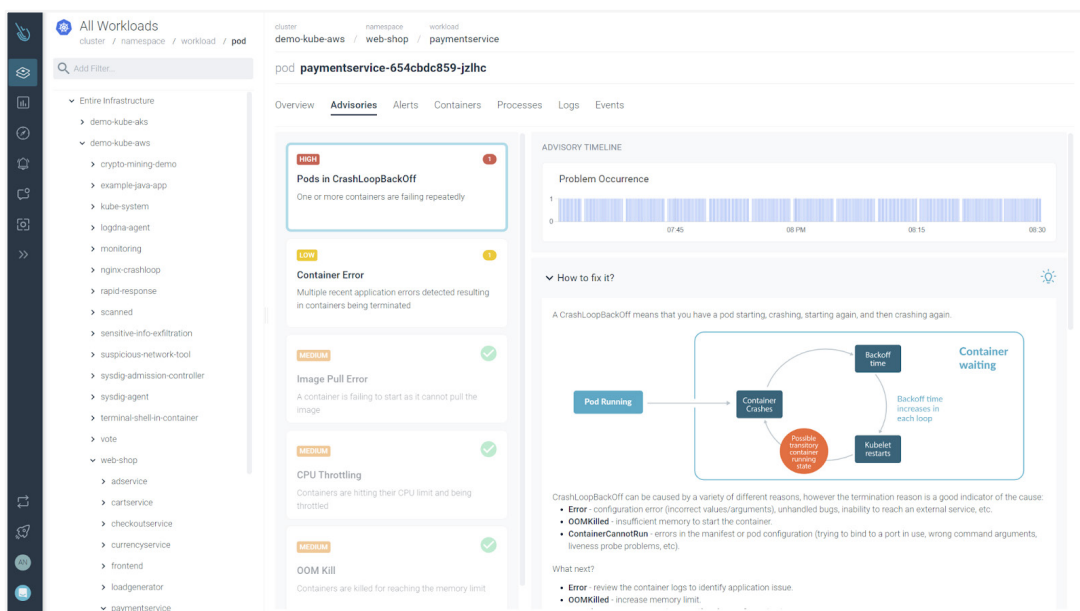 All Workloads
cluster / namespace / workload / pod
Add Filter...
Entire Infrastructure
demo-kube-aks
demo-kube-aws
crypto-mining-demo
example-java-app
kube-system
logdna-agent
monitoring
nginx-crashloop
rapid-response
scanned
sensitive-info-exfiltration
suspicious-network-tool
sysdig-admission-controller
sysdig-agent
terminal-shell-in-container
vote
web-shop
adservice
cartservice
checkoutservice
currencyservice
frontend
loadgenerator
paymentservice
AN
cluster namespace workload
demo-kube-aws / web-shop / paymentservice
pod paymentservice-654cbdc859-jzlhc
Overview Advisories Alerts Containers Processes Logs Events
HIGH 1
Pods in CrashLoopBackOff
One or more containers are failing repeatedly
LOW 1
Container Error
Multiple recent application errors detected resulting
in containers being terminated
MEDIUM
Image Pull Error
A container is failing to start as it cannot pull the
image
MEDIUM
CPU Throttling
Containers are hitting their CPU limit and being
throttled
MEDIUM
OOM Kill
Containers are killed for reaching the memory limit
ADVISORY TIMELINE
Problem Occurrence
1
0
07:45 08 PM 08:15 08:30
How to fix it?
A CrashLoopBackOff means that you have a pod starting, crashing, starting again, and then crashing again.
Container
waiting
Backoff
time
Pod Running
Container
Crashes
Backoff time
increases in
each loop
Possible
transitory
container
running
state
Kubelet
restarts
CrashLoopBackOff can be caused by a variety of different reasons, however the termination reason is a good indicator of the cause:
• Error - configuration error (incorrect values/arguments), unhandled bugs, inability to reach an external service, etc.
• OOMKilled - insufficient memory to start the container.
• ContainerCannotRun - errors in the manifest or pod configuration (trying to bind to a port in use, wrong command arguments,
liveness probe problems, etc).
What next?
• Error - review the container logs to identify application issue.
• OOMKilled - increase memory limit.